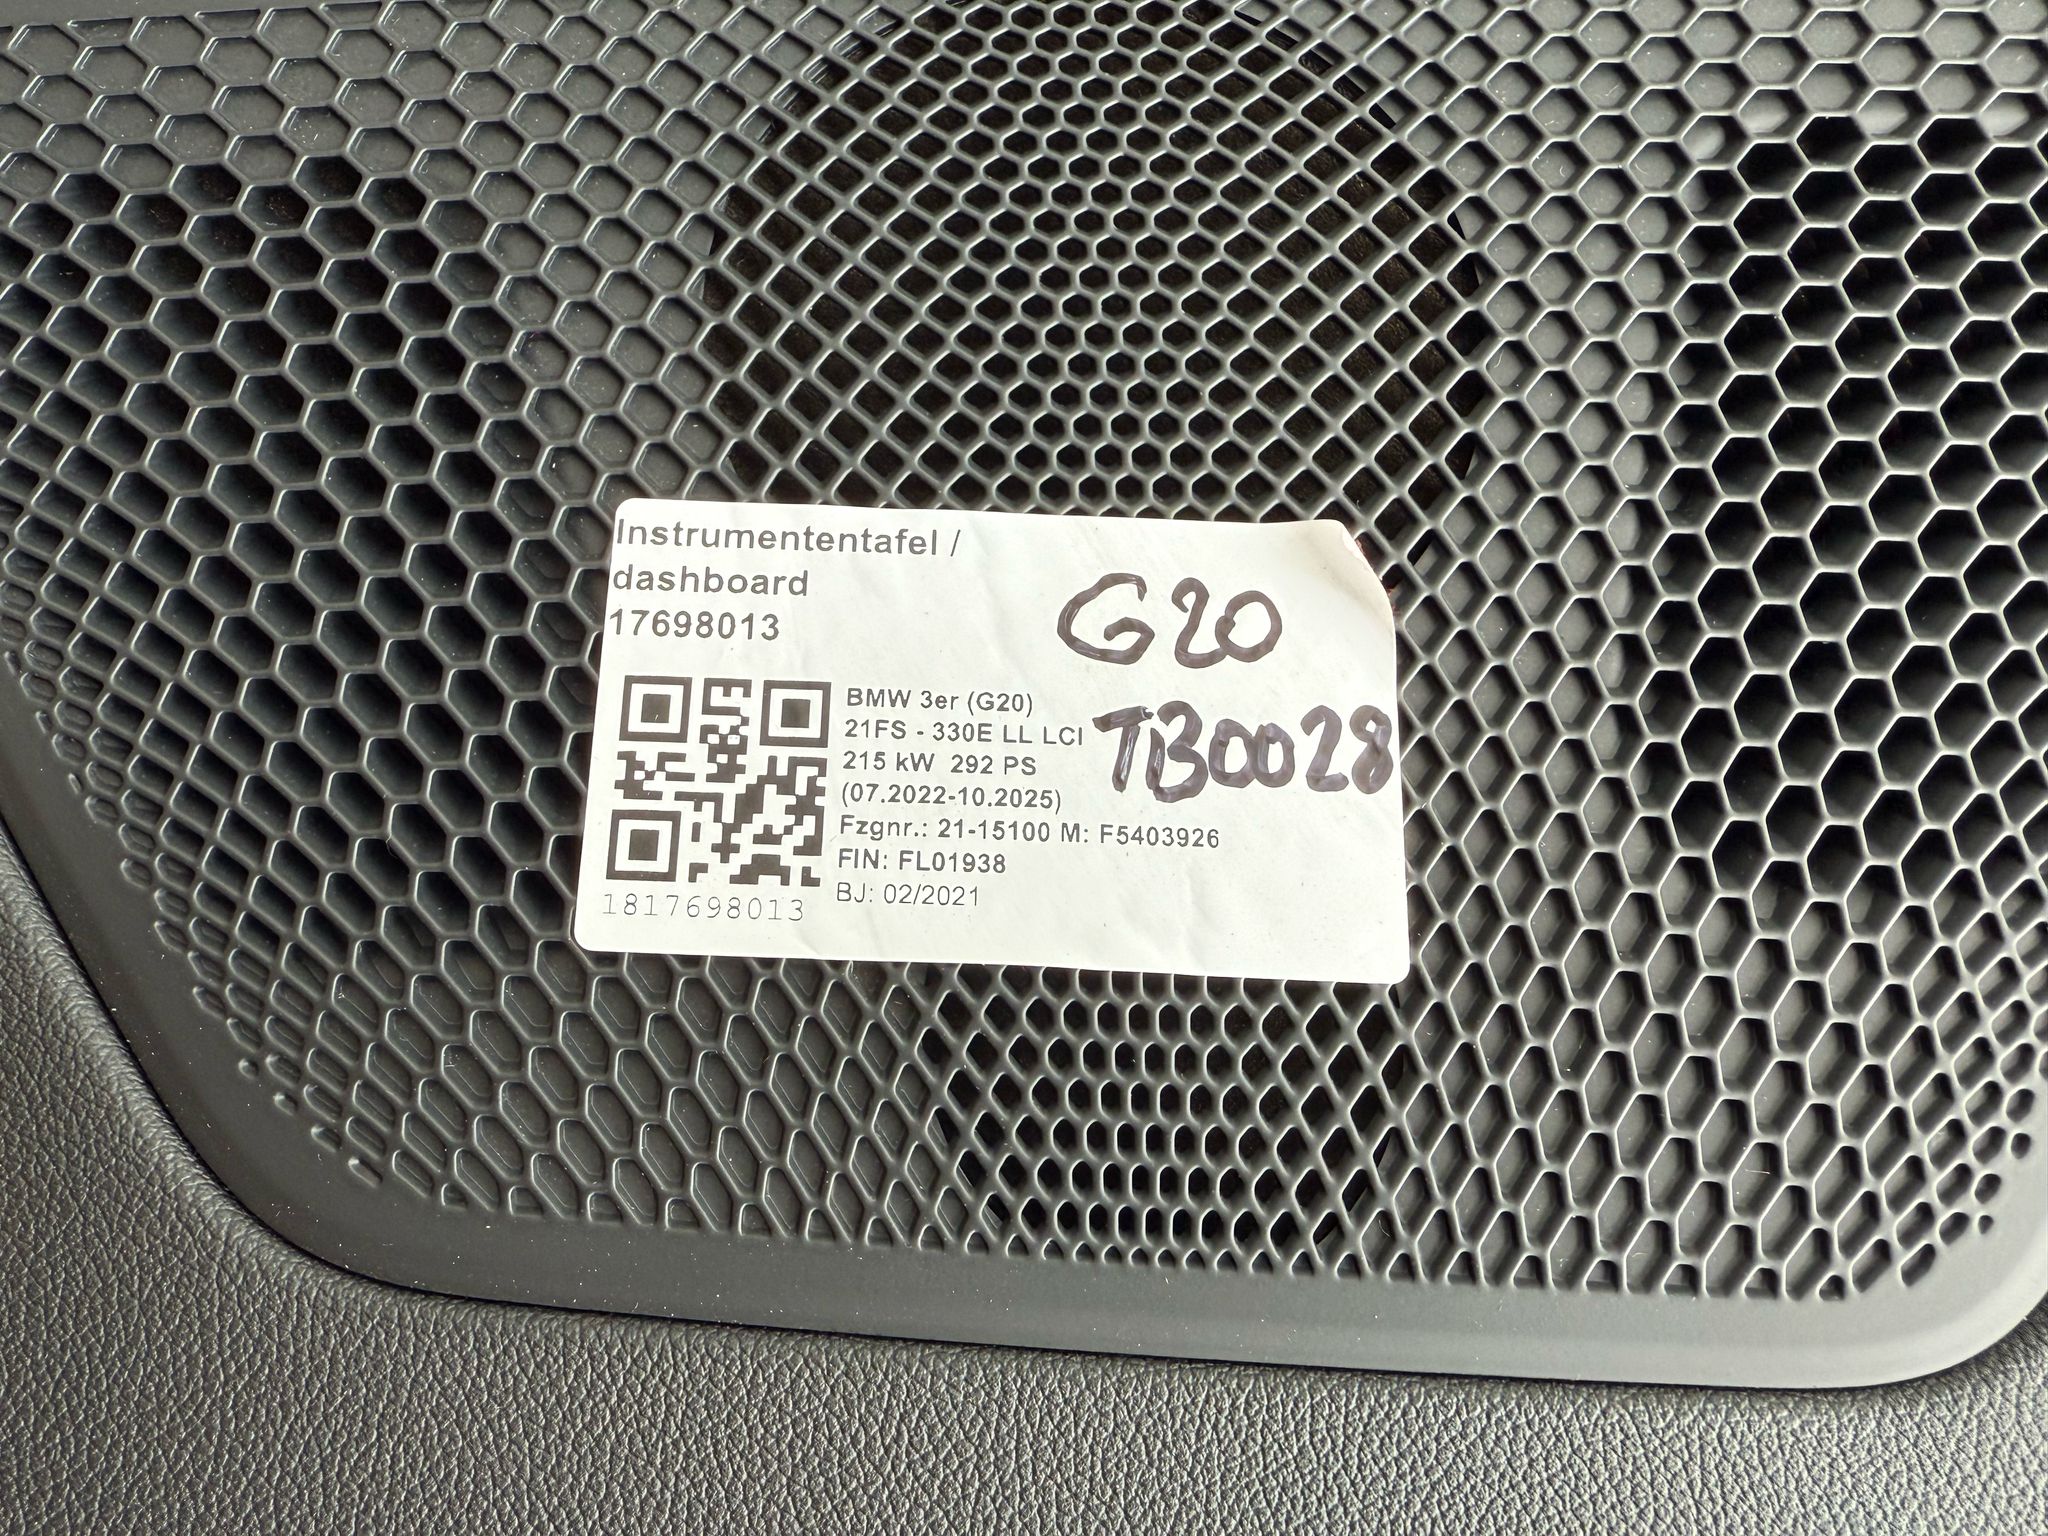 Instrumententafel /
dashboard
17698013
G20
TB0028
BMW 3er (G20)
21FS - 330E LL LCI
215 kW 292 PS
(07.2022-10.2025)
Fzgnr.: 21-15100 M: F5403926
FIN: FL01938
BJ: 02/2021
1817698013